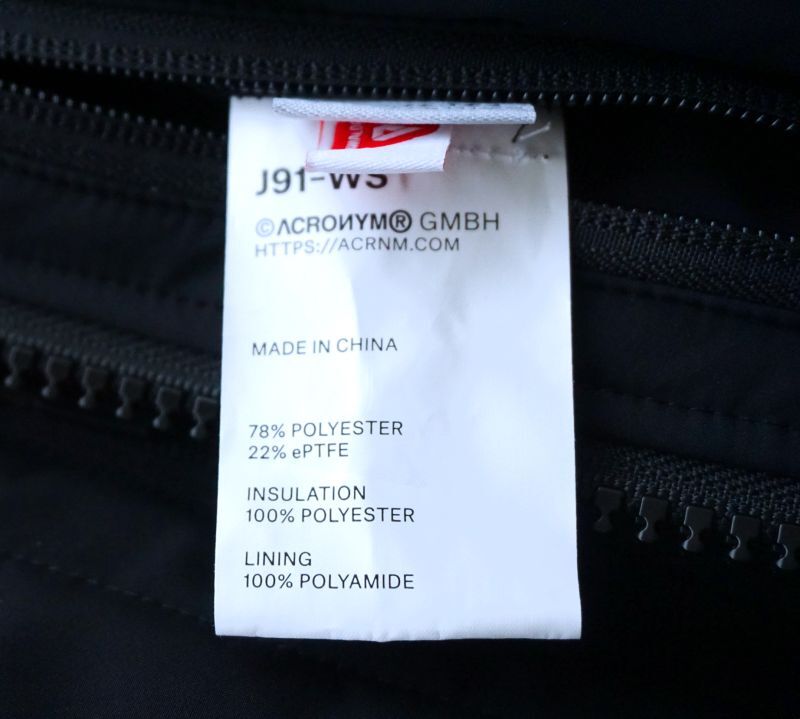 J91-WS
©ACRONYM® GMBH
HTTPS://ACRNM.COM
MADE IN CHINA
78% POLYESTER
22% ePTFE
INSULATION
100% POLYESTER
LINING
100% POLYAMIDE